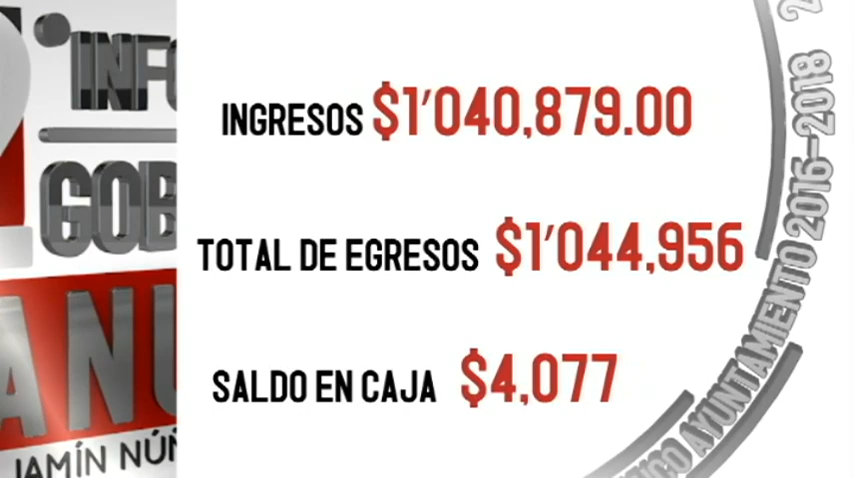 INGRESOS $1'040,879.00
TOTAL DE EGRESOS $1'044,956
SALDO EN CAJA $4,077
AYUNTAMIENTO 2016-2018